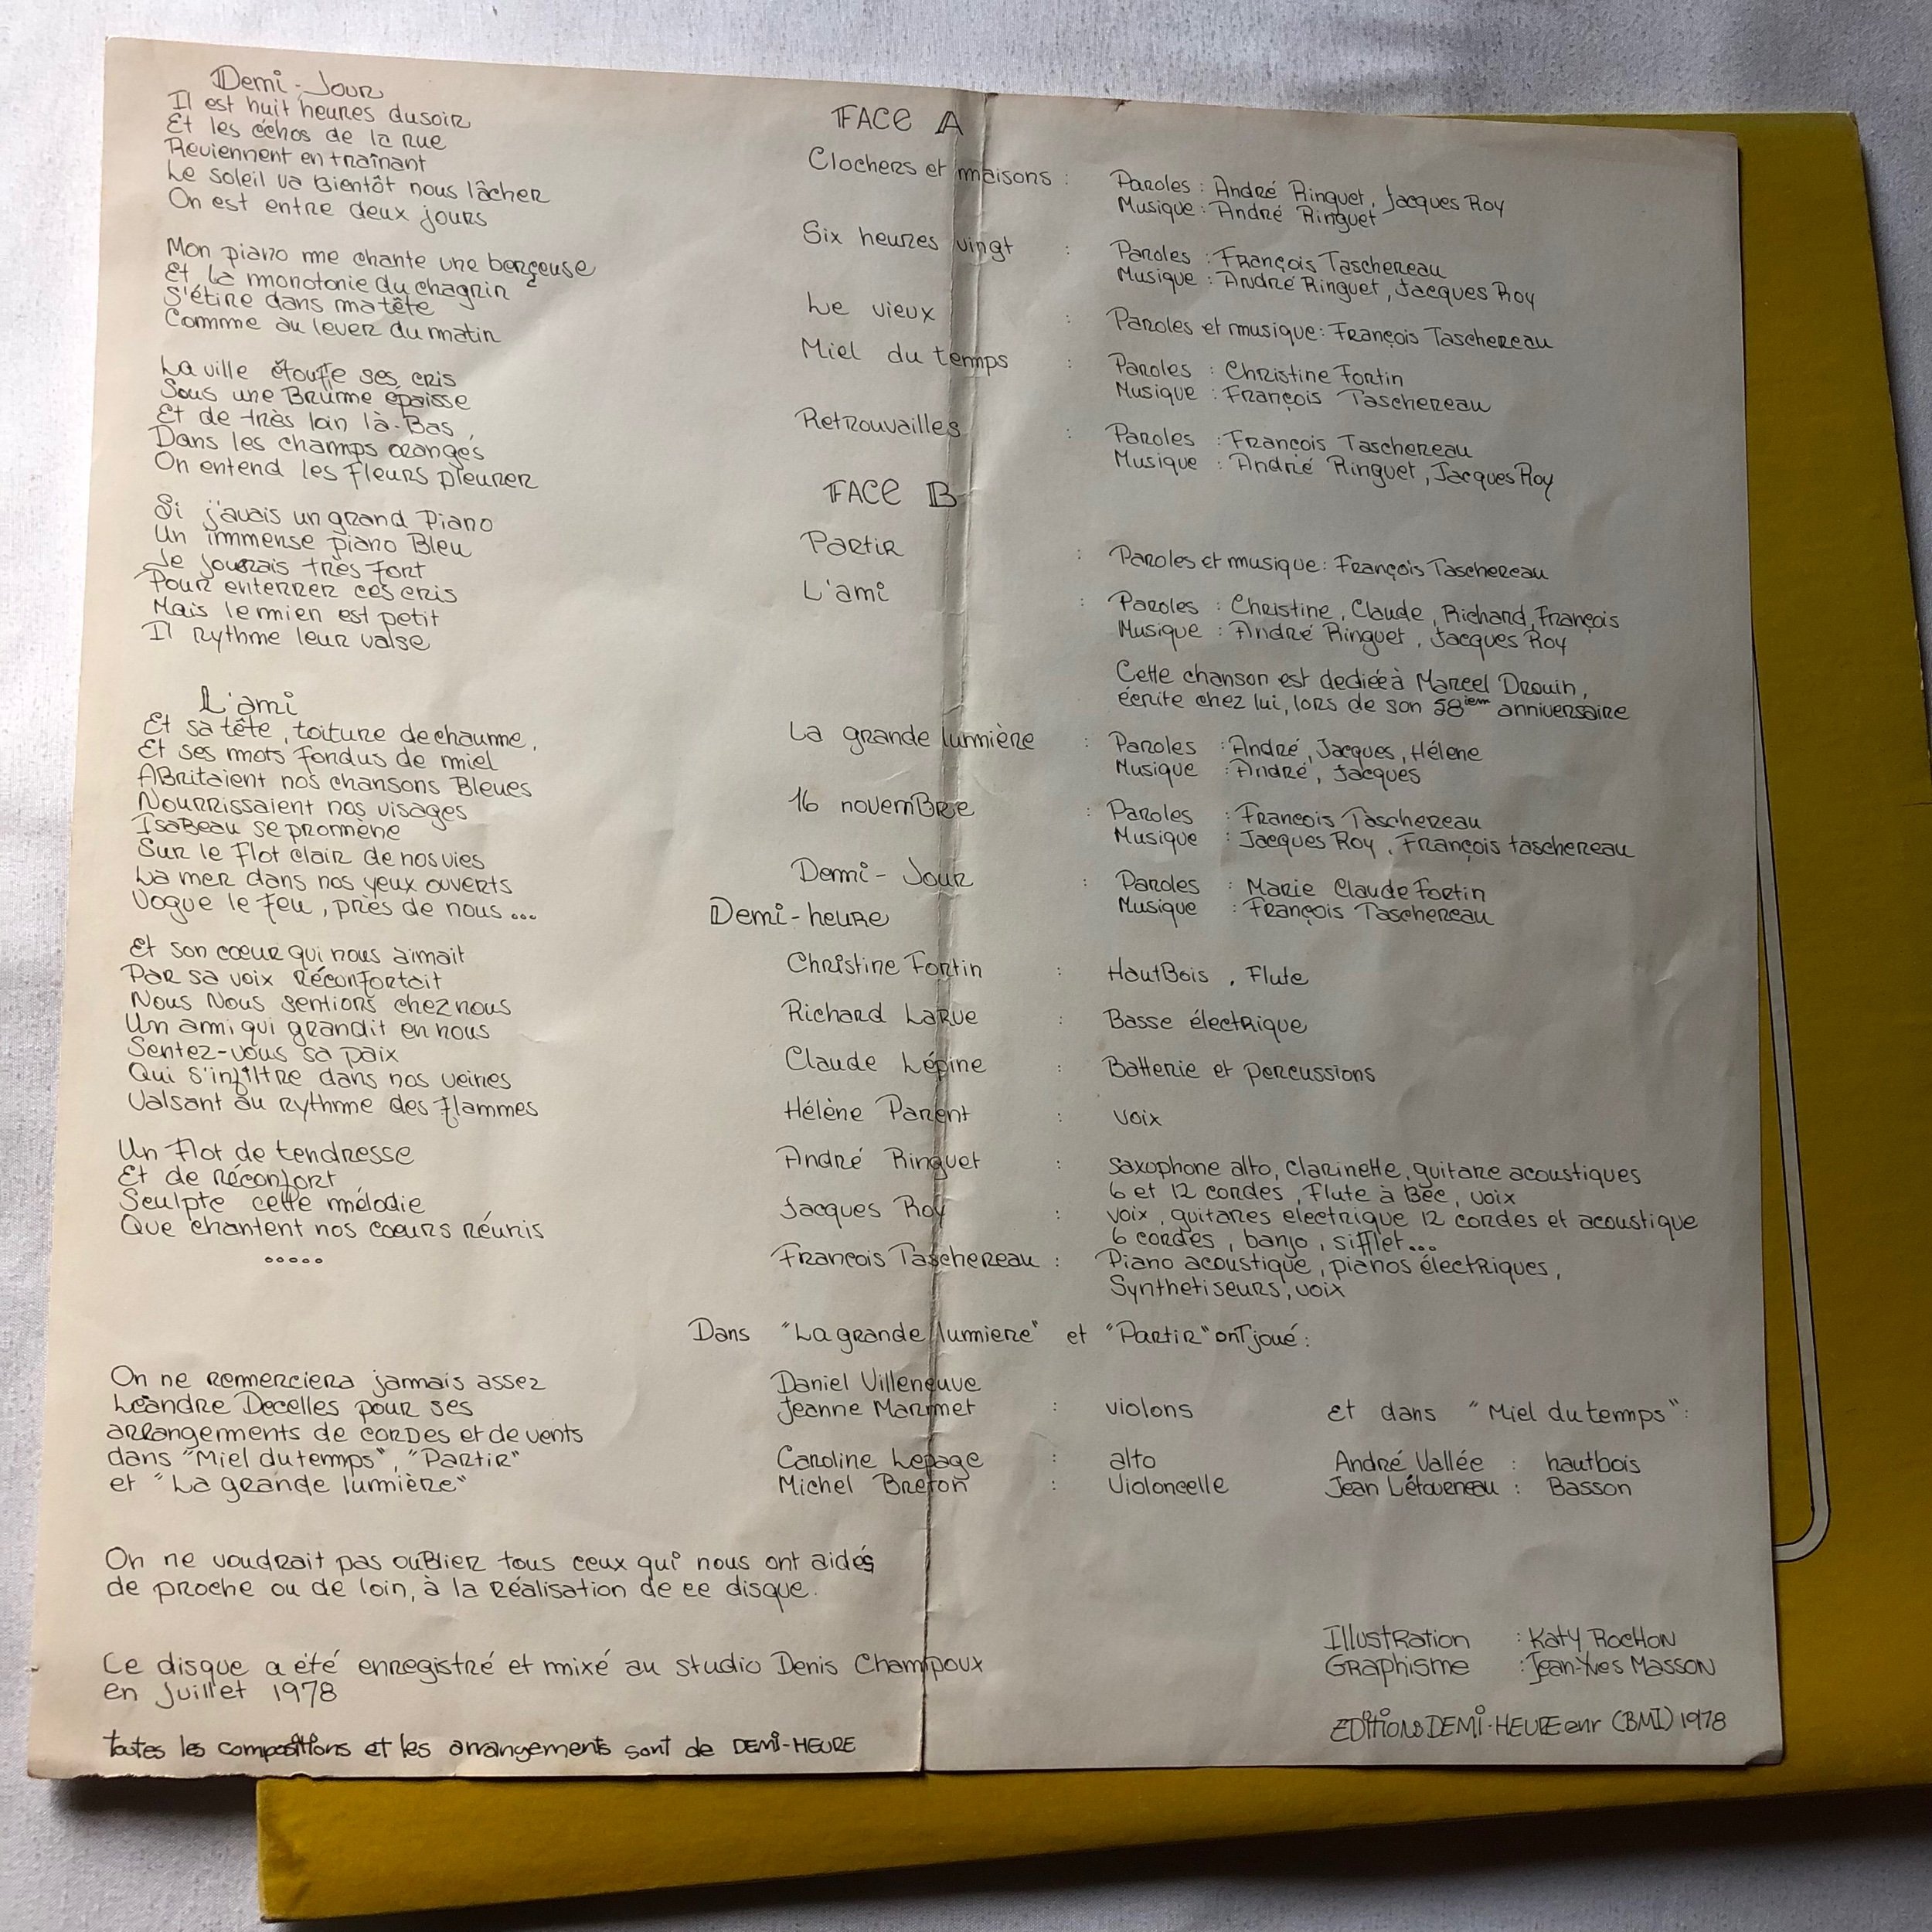 Demi-Jour
Il est huit heures du soir
Et les échos de la rue
Reviennent en traînant
Le soleil va Bientôt nous lâcher
On est entre deux jours
Mon piano me chante une berçeuse
Et la monotonie du chagrin
S'étire dans ma tête
Comme au lever du matin
La ville étouffe ses cris
Sous une Brume épaisse
Et de très loin là-Bas
Dans les champs orangés
On entend les fleurs pleurer
Si j'avais un grand Piano
Un immense piano Bleu
Je jouerais très fort
Pour enterrer ces cris
Mais le mien est petit
Il rythme leur valse
L'ami
Et sa tête, toiture de chaume,
Et ses mots fondus de miel
ABritaient nos chansons Bleues
Nourrissaient nos visages
IsaBeau se promène
Sur le flot clair de nos vies
La mer dans nos yeux ouverts
Vogue le feu, près de nous...
Et son coeur qui nous aimait
Par sa voix réconfortait
Nous Nous sentions chez nous
Un ami qui grandit en nous
Sentez-vous sa paix
Qui s'infiltre dans nos veines
Valsant au rythme des flammes
Un flot de tendresse
Et de réconfort
Sculpte cette mélodie
Que chantent nos coeurs réunis
.....
On ne remerciera jamais assez
Léandre Decelles pour ses
arrangements de cordes et de vents
dans "Miel du temps", "Partir"
et "La grande lumière"
On ne voudrait pas ouBlier tous ceux qui nous ont aidés
de proche ou de loin, à la réalisation de ce disque.
Ce disque a été enregistré et mixé au studio Denis Champoux
en Juillet 1978
toutes les compositions et les arrangements sont de DEMI-HEURE
FACE A
Clochers et maisons : Paroles : André Ringuet, Jacques Roy
Musique : André Ringuet
Six heures vingt : Paroles : François Taschereau
Musique : André Ringuet, Jacques Roy
Le vieux : Paroles et musique : François Taschereau
Miel du temps : Paroles : Christine Fortin
Musique : François Taschereau
Retrouvailles : Paroles : François Taschereau
Musique : André Ringuet, Jacques Roy
FACE B
Partir : Paroles et musique : François Taschereau
L'ami : Paroles : Christine, Claude, Richard, François
Musique : André Ringuet, Jacques Roy
Cette chanson est dediée à Marcel Drouin,
écrite chez lui, lors de son 58iem anniversaire
La grande lumière : Paroles : André, Jacques, Hélene
Musique : André, Jacques
16 novemBre : Paroles : Francois Taschereau
Musique : Jacques Roy, François taschereau
Demi-Jour : Paroles : Marie Claude Fortin
Musique : François Taschereau
Demi-heure
Christine Fortin : HautBois, Flute
Richard LaRue : Basse électrique
Claude Lépine : Batterie et percussions
Hélène Parent : voix
André Ringuet : saxophone alto, clarinette, guitare acoustiques
6 et 12 cordes, Flute à Bec, voix
Jacques Roy : voix, guitares electrique 12 cordes et acoustique
6 cordes, banjo, sifflet...
Francois Taschereau : Piano acoustique, pianos électriques,
Synthetiseurs, voix
Dans "La grande lumiere" et "Partir" ont joué :
Daniel Villeneuve
Jeanne Marmet : violons
Caroline Lepage : alto
Michel Breton : Violoncelle
Et dans "Miel du temps" :
André Vallée : hautbois
Jean Létourneau : Basson
Illustration : Katy Rochon
Graphisme : Jean-Yves Masson
EDitions DEMI-HEURE enr (BMI) 1978